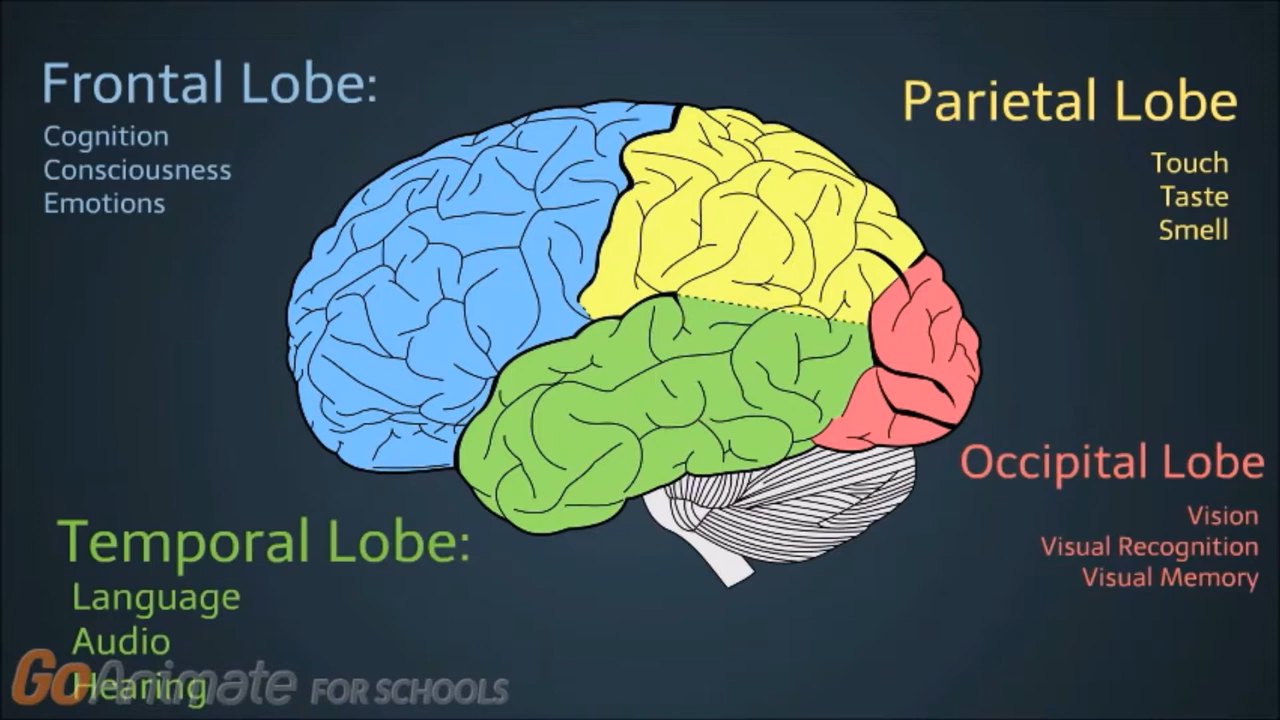 Frontal Lobe:
Cognition
Consciousness
Emotions
Parietal Lobe
Touch
Taste
Smell
Occipital Lobe
Vision
Visual Recognition
Visual Memory
Temporal Lobe:
Language
Audio
Hearing
GoAnimate FOR SCHOOLS